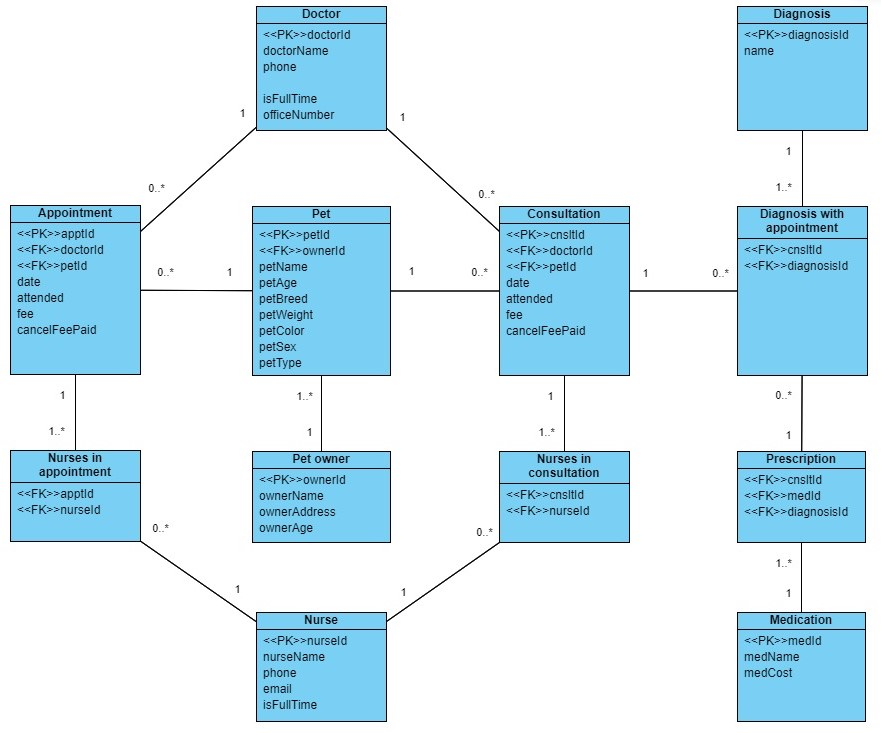 Doctor
<<PK>>doctorId
doctorName
phone
isFullTime
officeNumber
Diagnosis
<<PK>>diagnosisId
name
1
1
0..*
0..*
1
1..*
Appointment
<<PK>>apptId
<<FK>>doctorId
<<FK>>petId
date
attended
fee
cancelFeePaid
0..*
1
Pet
<<PK>>petId
<<FK>>ownerId
petName
petAge
petBreed
petWeight
petColor
petSex
petType
1
0..*
Consultation
<<PK>>cnsltId
<<FK>>doctorId
<<FK>>petId
date
attended
fee
cancelFeePaid
1
0..*
Diagnosis with
appointment
<<FK>>cnsltId
<<FK>>diagnosisId
1
1..*
1..*
1
1
1..*
0..*
1
Nurses in
appointment
<<FK>>apptId
<<FK>>nurseId
Pet owner
<<PK>>ownerId
ownerName
ownerAddress
ownerAge
Nurses in
consultation
<<FK>>cnsltId
<<FK>>nurseId
Prescription
<<FK>>cnsltId
<<FK>>medId
<<FK>>diagnosisId
0..*
1
0..*
1
1..*
1
Nurse
<<PK>>nurseId
nurseName
phone
email
isFullTime
Medication
<<PK>>medId
medName
medCost